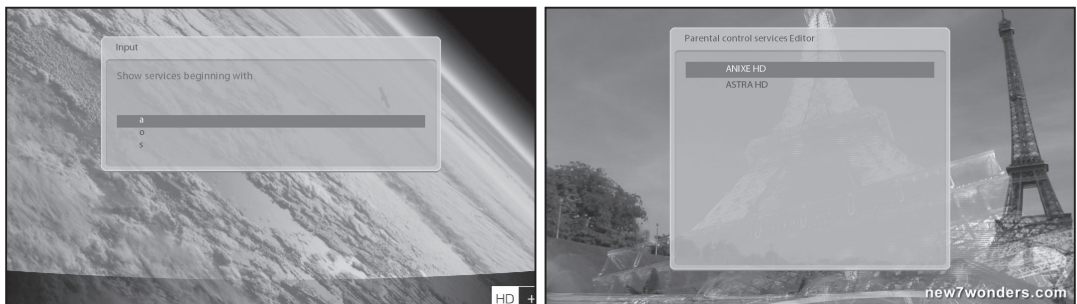 Input
Show services beginning with
a
o
s
HD +
Parental control services Editor
ANIXE HD
ASTRA HD
new7wonders.com